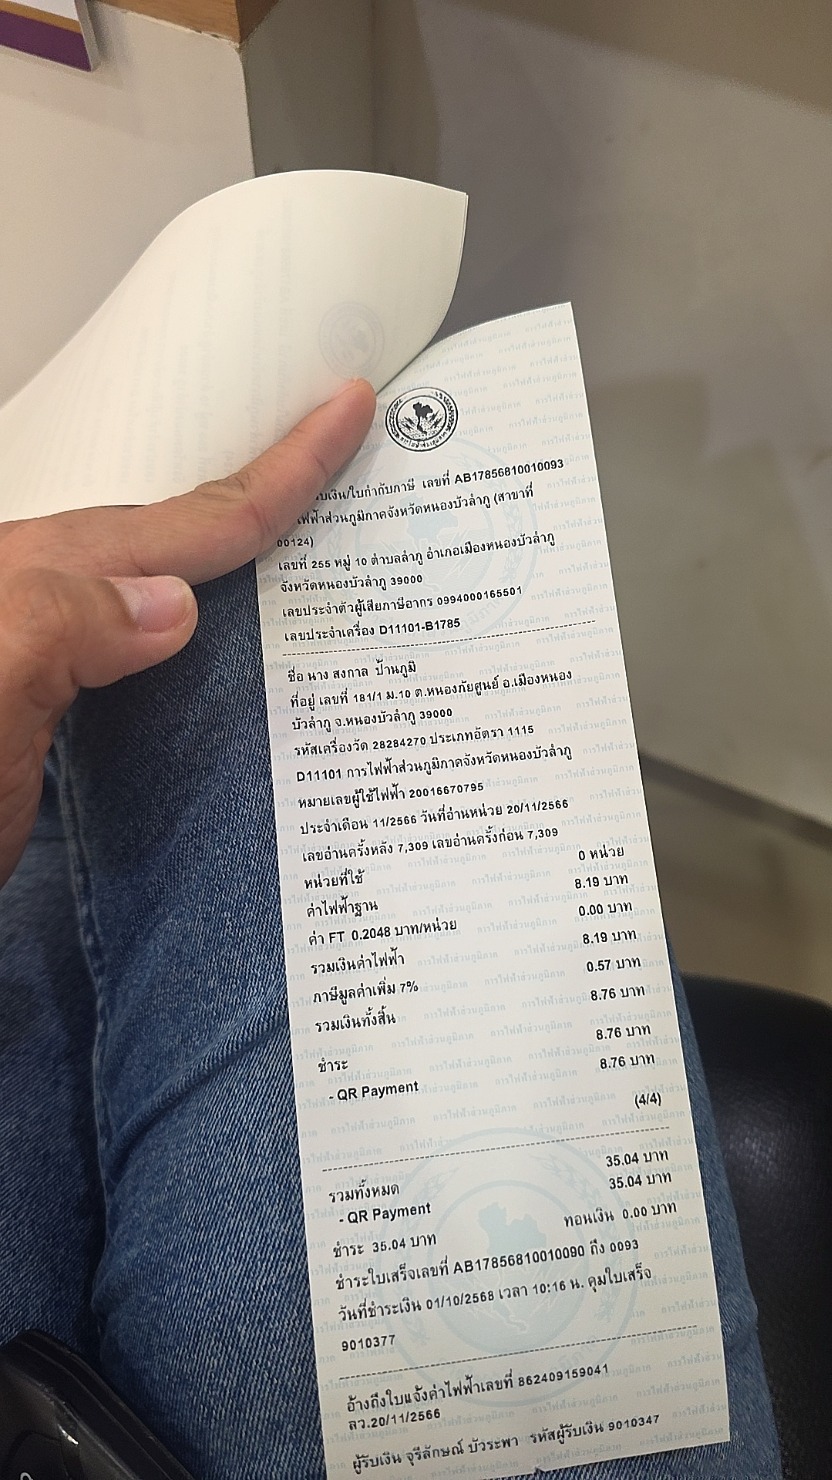 บเงิน/ใบกำกับภาษี เลขที่ AB17856810010093
ไฟฟ้าส่วนภูมิภาคจังหวัดหนองบัวลำภู (สาขาที่
00124)
เลขที่ 255 หมู่ 10 ตำบลลำภู อำเภอเมืองหนองบัวลำภู
จังหวัดหนองบัวลำภู 39000
เลขประจำตัวผู้เสียภาษีอากร 0994000165501
เลขประจำเครื่อง D11101-B1785
ชื่อ นาง สงกาล ป้านภูมิ
ที่อยู่ เลขที่ 181/1 ม.10 ต.หนองภัยศูนย์ อ.เมืองหนอง
บัวลำภู จ.หนองบัวลำภู 39000
รหัสเครื่องวัด 28284270 ประเภทอัตรา 1115
D11101 การไฟฟ้าส่วนภูมิภาคจังหวัดหนองบัวลำภู
หมายเลขผู้ใช้ไฟฟ้า 20016670795
ประจำเดือน 11/2566 วันที่อ่านหน่วย 20/11/2566
เลขอ่านครั้งหลัง 7,309 เลขอ่านครั้งก่อน 7,309
หน่วยที่ใช้ 0 หน่วย
ค่าไฟฟ้าฐาน 8.19 บาท
ค่า FT 0.2048 บาท/หน่วย 0.00 บาท
รวมเงินค่าไฟฟ้า 8.19 บาท
ภาษีมูลค่าเพิ่ม 7% 0.57 บาท
รวมเงินทั้งสิ้น 8.76 บาท
ชำระ 8.76 บาท
- QR Payment 8.76 บาท
(4/4)
รวมทั้งหมด 35.04 บาท
- QR Payment 35.04 บาท
ชำระ 35.04 บาท ทอนเงิน 0.00 บาท
ชำระใบเสร็จเลขที่ AB17856810010090 ถึง 0093
วันที่ชำระเงิน 01/10/2568 เวลา 10:16 น. คุมใบเสร็จ
9010377
อ้างถึงใบแจ้งค่าไฟฟ้าเลขที่ 862409159041
ลว.20/11/2566
ผู้รับเงิน จุรีลักษณ์ บัวระพา รหัสผู้รับเงิน 9010347